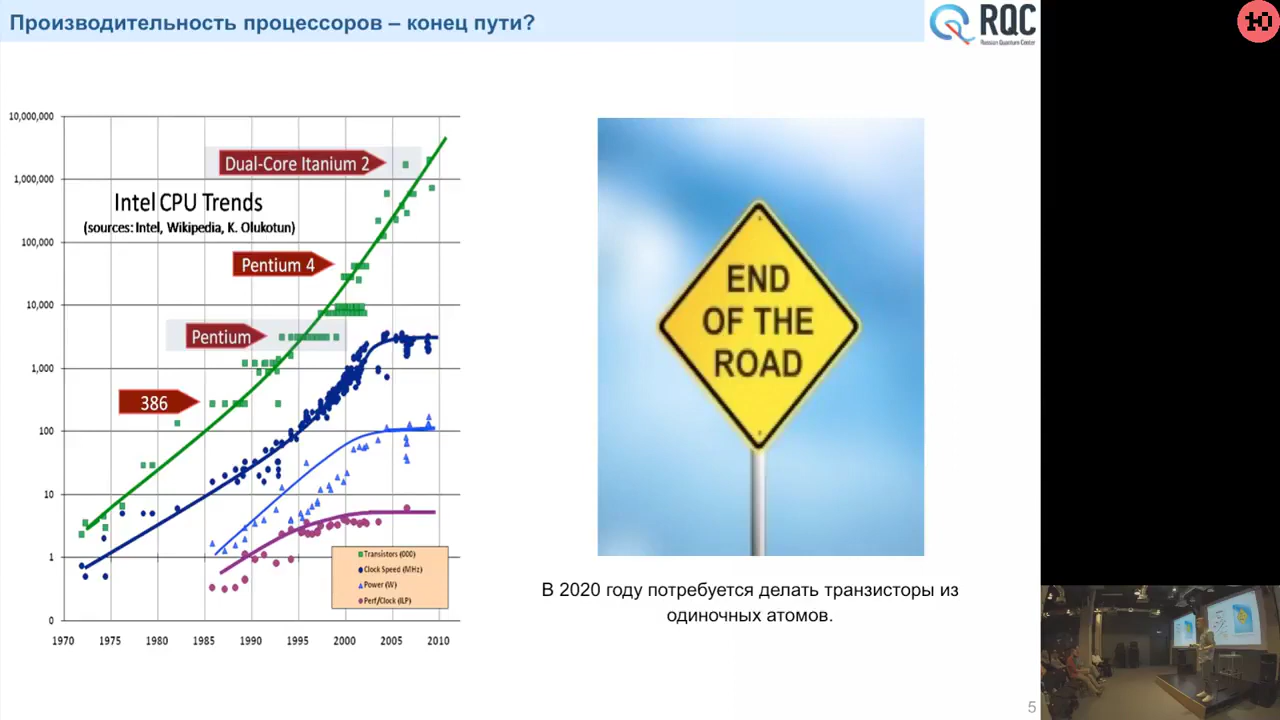 Производительность процессоров – конец пути?
RQC
Russian Quantum Center
Ю
10,000,000
1,000,000
100,000
10,000
1,000
100
10
1
0
1970
1975
1980
1985
1990
1995
2000
2005
2010
Intel CPU Trends
(sources: Intel, Wikipedia, K. Olukotun)
Dual-Core Itanium 2
Pentium 4
Pentium
386
Transistors (000)
Clock Speed (MHz)
Power (W)
Perf/Clock (ILP)
END
OF THE
ROAD
В 2020 году потребуется делать транзисторы из
одиночных атомов.
5